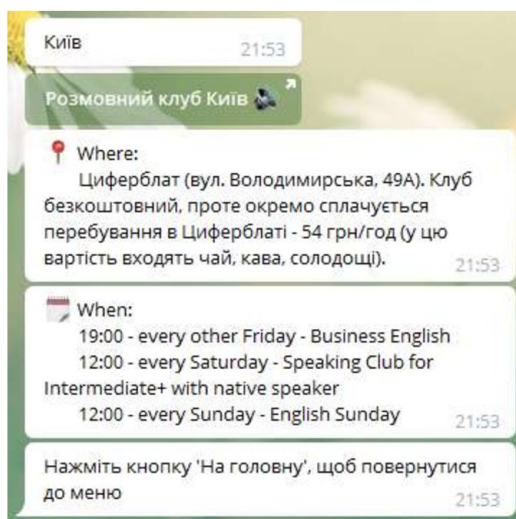 Київ
21:53
Розмовний клуб Київ
Where:
Циферблат (вул. Володимирська, 49А). Клуб
безкоштовний, проте окремо сплачується
перебування в Циферблаті - 54 грн/год (у цю
вартість входять чай, кава, солодощі).
21:53
When:
19:00 - every other Friday - Business English
12:00 - every Saturday - Speaking Club for
Intermediate+ with native speaker
12:00 - every Sunday - English Sunday
21:53
Нажміть кнопку 'На головну', щоб повернутися
до меню
21:53